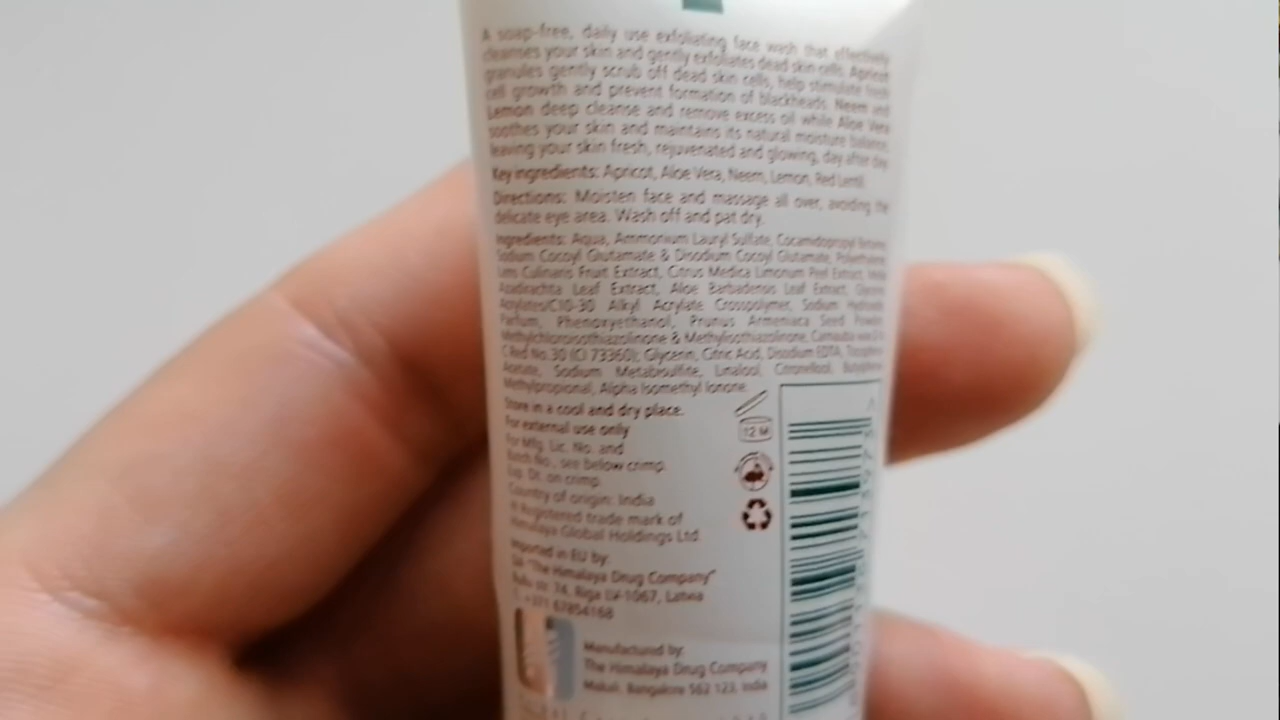 A soap-free, daily use exfoliating face wash that effectively
cleanses your skin and gently exfoliates dead skin cells. Apricot
granules gently scrub off dead skin cells, help stimulate
cell growth and prevent formation of blackheads. Neem and
Lemon deep cleanse and remove excess oil while Aloe Vera
soothes your skin and maintains its natural moisture balance,
leaving your skin fresh, rejuvenated and glowing, day after day.
Key ingredients: Apricot, Aloe Vera, Neem, Lemon, Red Lentil.
Directions: Moisten face and massage all over, avoiding the
delicate eye area. Wash off and pat dry.
Ingredients: Aqua, Ammonium Lauryl Sulfate, Cocamidopropyl Betaine,
Sodium Cocoyl Glutamate & Disodium Cocoyl Glutamate,
Lens Culinaris Fruit Extract, Citrus Medica Limonum Peel Extract,
Azadirachta Leaf Extract, Aloe Barbadensis Leaf Extract,
Acrylates/C10-30 Alkyl Acrylate Crosspolymer, Sodium
Parfum, Phenoxyethanol, Prunus Armeniaca Seed Powder,
Methylchloroisothiazolinone & Methylisothiazolinone,
C Red No. 30 (CI 73360), Glycerin, Citric Acid, Disodium EDTA,
Acetate, Sodium Metabisulfite, Linalool, Citronellol,
Methylpropional, Alpha Isomethyl Ionone.
Store in a cool and dry place.
For external use only
For Mfg. Lic. No. and
Batch No., see below crimp.
Exp. Dt. on crimp.
Country of origin: India
® Registered trade mark of
Himalaya Global Holdings Ltd.
12 M
Imported in EU by:
SIA "The Himalaya Drug Company"
74, Riga LV-1067, Latvia
+371 67854168
Manufactured by:
The Himalaya Drug Company
Makali, Bangalore 562 123, India